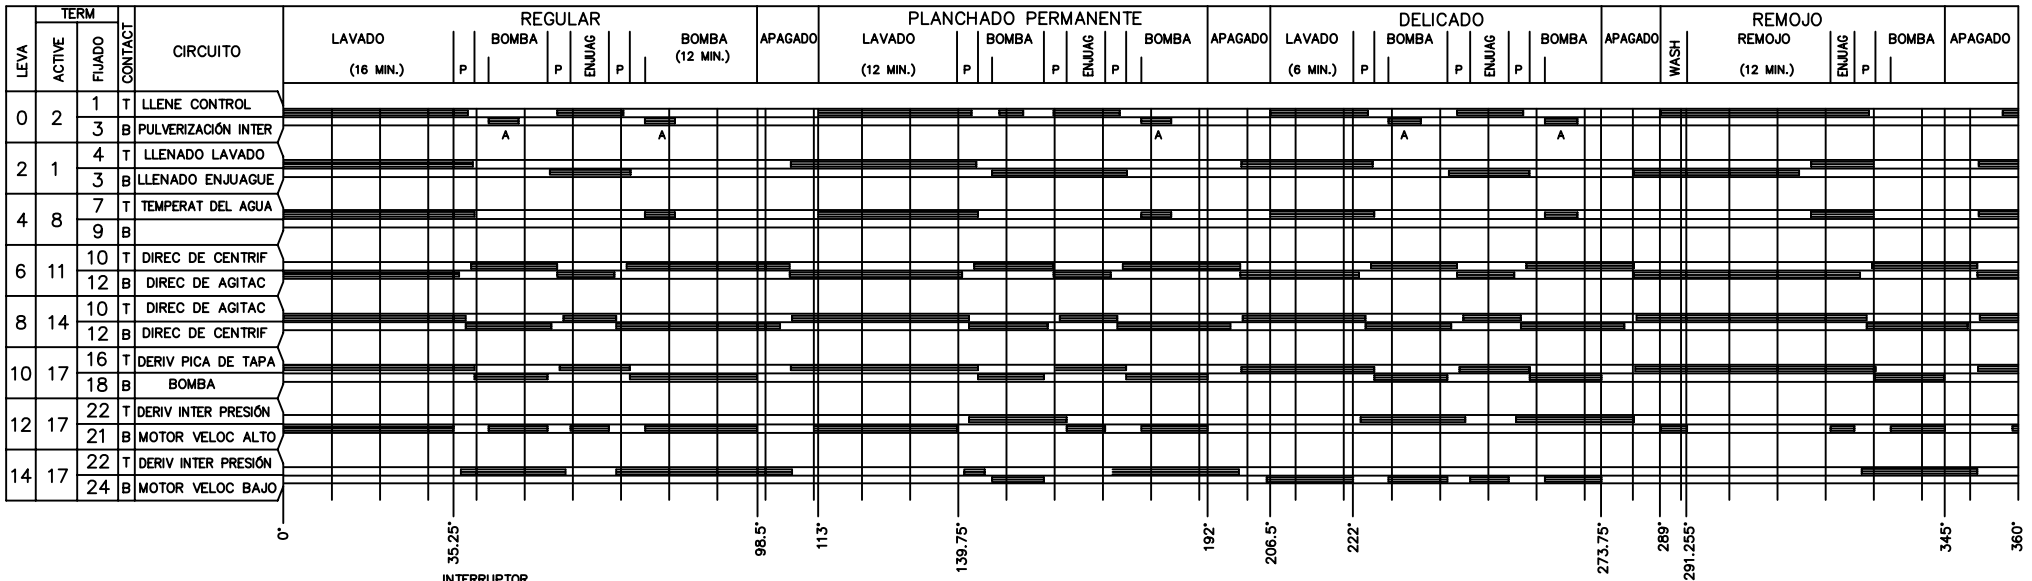 TERM REGULAR PLANCHADO PERMANENTE DELICADO REMOJO
LEVA ACTIVE FIJADO CONTACT CIRCUITO
LAVADO BOMBA ENJUAG BOMBA APAGADO LAVADO BOMBA ENJUAG BOMBA APAGADO LAVADO BOMBA ENJUAG BOMBA APAGADO WASH REMOJO ENJUAG BOMBA APAGADO
(16 MIN.) P P P (12 MIN.) (12 MIN.) P P P (6 MIN.) P P P (12 MIN.) P
0 2 1 T LLENE CONTROL
3 B PULVERIZACIÓN INTER A A A A A
2 1 4 T LLENADO LAVADO
3 B LLENADO ENJUAGUE
4 8 7 T TEMPERAT DEL AGUA
9 B
6 11 10 T DIREC DE CENTRIF
12 B DIREC DE AGITAC
8 14 10 T DIREC DE AGITAC
12 B DIREC DE CENTRIF
10 17 16 T DERIV PICA DE TAPA
18 B BOMBA
12 17 22 T DERIV INTER PRESIÓN
21 B MOTOR VELOC ALTO
14 17 22 T DERIV INTER PRESIÓN
24 B MOTOR VELOC BAJO
0° 35.25° 98.5° 113° 139.75° 192° 206.5° 222° 273.75° 289° 291.255° 345° 360°
INTERRUPTOR